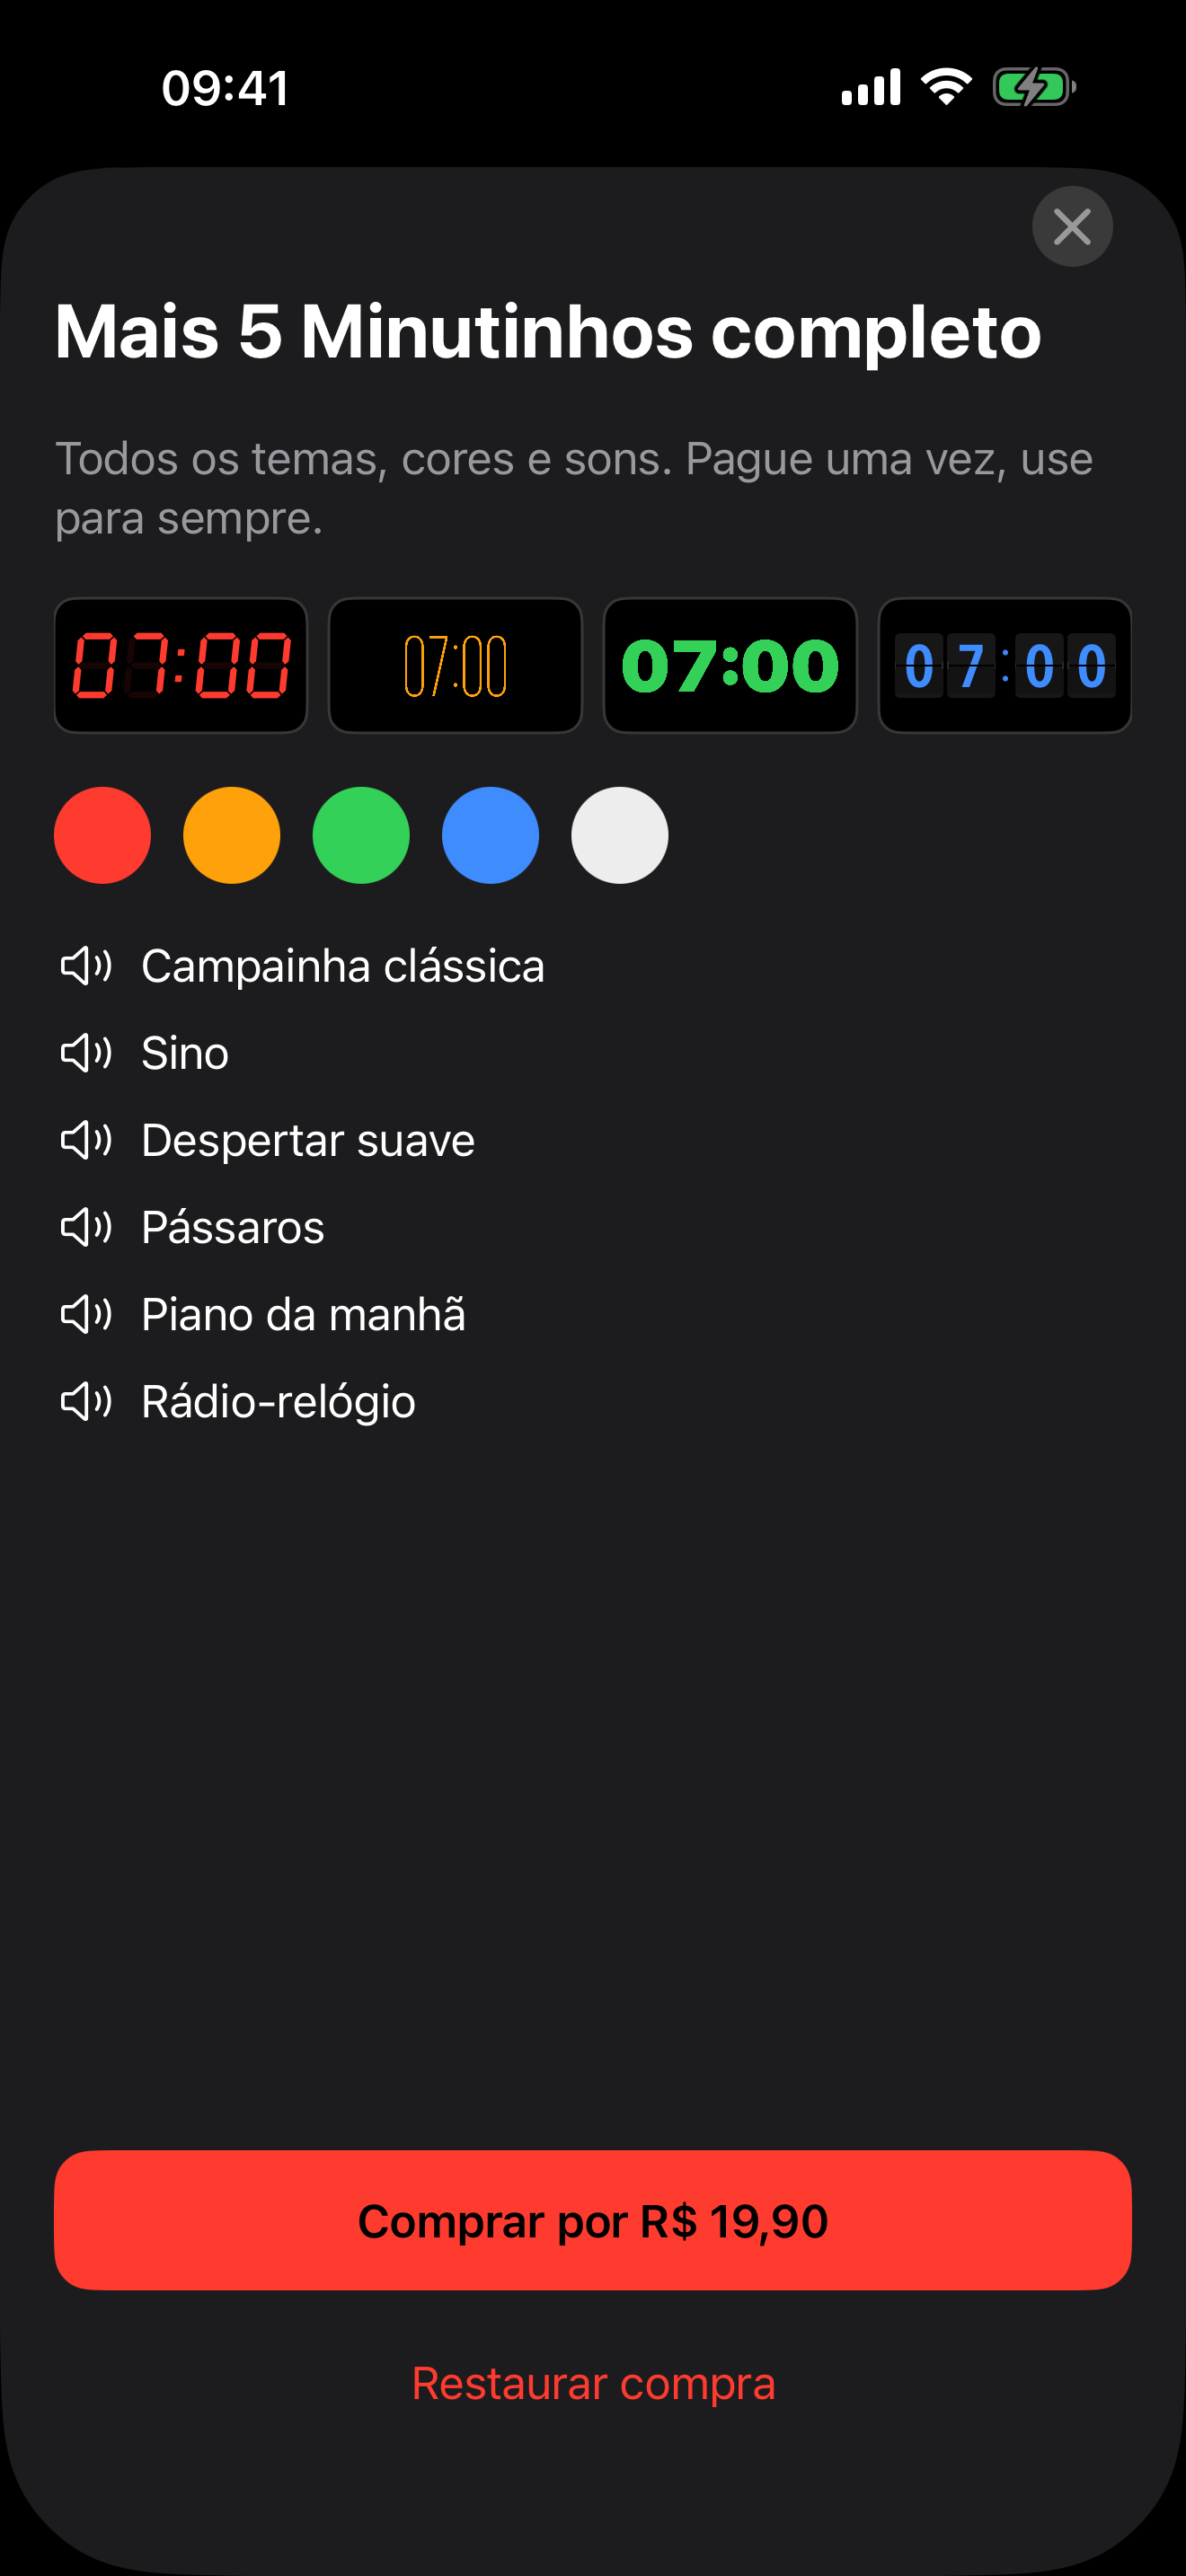 09:41
Mais 5 Minutinhos completo
Todos os temas, cores e sons. Pague uma vez, use
para sempre.
07:00 07:00 07:00 07:00
Campainha clássica
Sino
Despertar suave
Pássaros
Piano da manhã
Rádio-relógio
Comprar por R$ 19,90
Restaurar compra